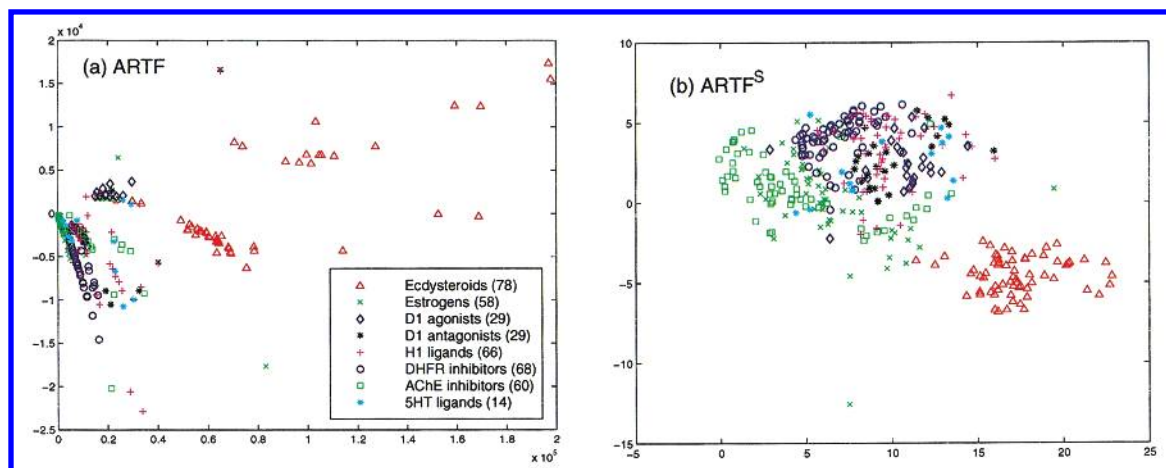 x 10^4
2
1.5
1
0.5
0
-0.5
-1
-1.5
-2
-2.5
(a) ARTF
Ecdysteroids (78)
Estrogens (58)
D1 agonists (29)
D1 antagonists (29)
H1 ligands (66)
DHFR inhibitors (68)
AChE inhibitors (60)
5HT ligands (14)
0 0.2 0.4 0.6 0.8 1 1.2 1.4 1.6 1.8 2
x 10^5
10
5
0
-5
-10
-15
(b) ARTF^S
-5 0 5 10 15 20 25